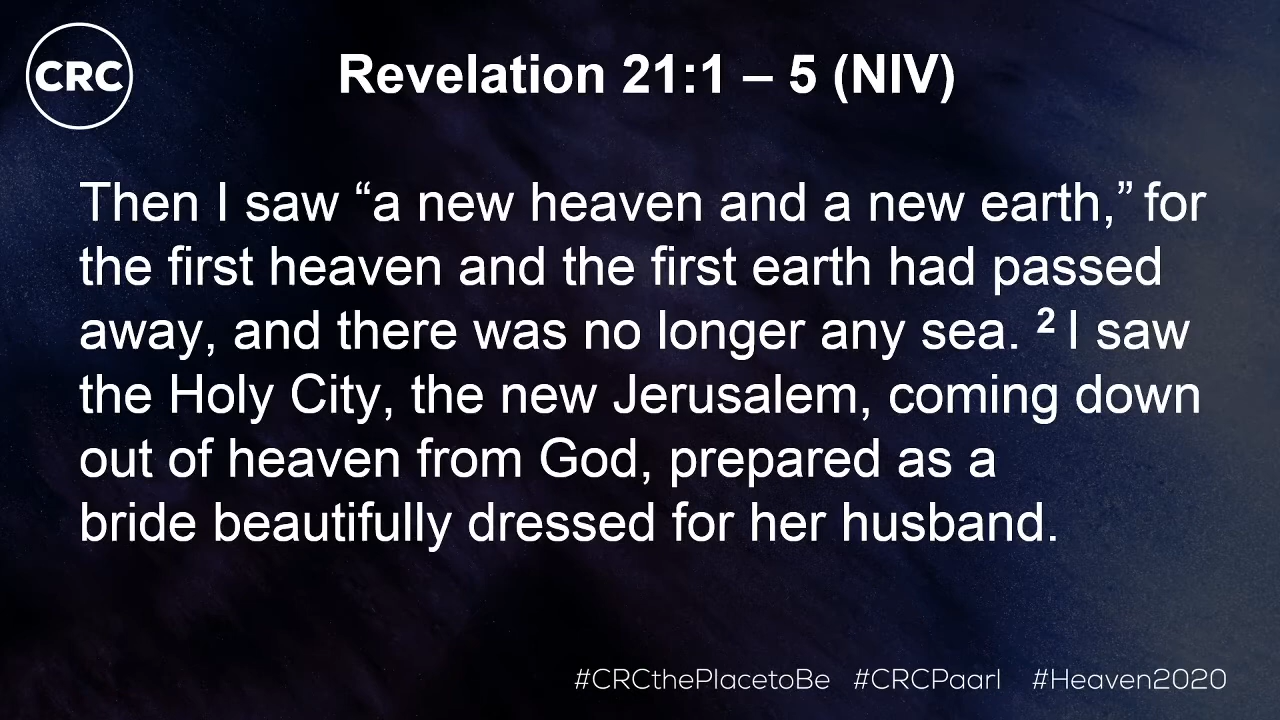 CRC
Revelation 21:1 – 5 (NIV)
Then I saw “a new heaven and a new earth,” for
the first heaven and the first earth had passed
away, and there was no longer any sea. ² I saw
the Holy City, the new Jerusalem, coming down
out of heaven from God, prepared as a
bride beautifully dressed for her husband.
#CRCthePlacetoBe #CRCPaarl #Heaven2020